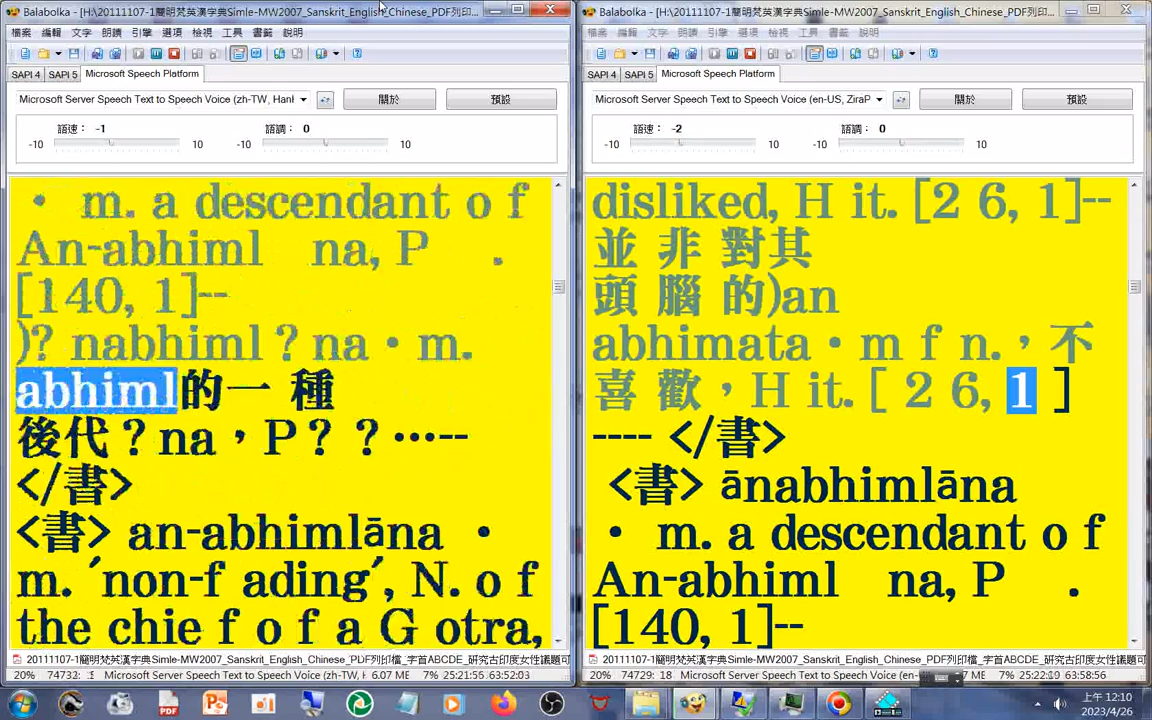 Balabolka - [H:\20111107-1簡明梵英漢字典Simle-MW2007_Sanskrit_English_Chinese_PDF列印...
檔案 編輯 文字 朗讀 引擎 選項 檢視 工具 書籤 說明
SAPI 4 SAPI 5 Microsoft Speech Platform
Microsoft Server Speech Text to Speech Voice (zh-TW, HanH 關於 預設
語速： -1 語調： 0
-10 10 -10 10
• m. a descendant o f
An-abhiml na, P .
[140, 1]--
)? nabhiml ? na • m.
abhiml的一 種
後代 ? na，P ? ? …--
</書>
<書> an-abhimlāna •
m. ´non-f ading´, N. o f
the chie f o f a G otra,
20111107-1簡明梵英漢字典Simle-MW2007_Sanskrit_English_Chinese_PDF列印檔_字首ABCDE_研究古印度女性議題可
20% 74732: Microsoft Server Speech Text to Speech Voice (zh-TW, H 6.07 ME 7% 25:21:55/63:52:03
Balabolka - [H:\20111107-1簡明梵英漢字典Simle-MW2007_Sanskrit_English_Chinese_PDF列印...
檔案 編輯 文字 朗讀 引擎 選項 檢視 工具 書籤 說明
SAPI 4 SAPI 5 Microsoft Speech Platform
Microsoft Server Speech Text to Speech Voice (en-US, ZiraP 關於 預設
語速： -2 語調： 0
-10 10 -10 10
disliked, H it. [2 6, 1]--
並 非 對其
頭 腦 的)an
abhimata • m f n.，不
喜 歡，H it. [ 2 6, 1 ]
---- </書>
<書> ānabhimlāna
• m. a descendant o f
An-abhiml na, P .
[140, 1]--
20111107-1簡明梵英漢字典Simle-MW2007_Sanskrit_English_Chinese_PDF列印檔_字首ABCDE_研究古印度女性議題可
20% 74729: 18 Microsoft Server Speech Text to Speech Voice (en-US, 7% 25:22:19/63:58:56
上午 12:10
2023/4/26